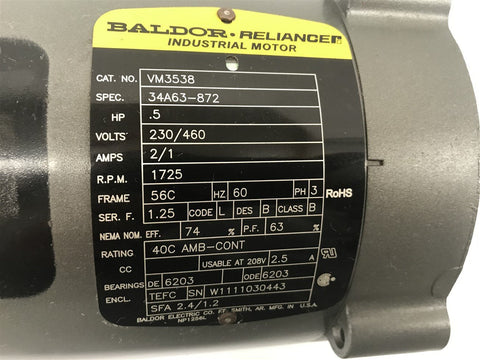 BALDOR · RELIANCER
INDUSTRIAL MOTOR
CAT. NO. VM3538
SPEC. 34A63-872
HP .5
VOLTS 230/460
AMPS 2/1
R.P.M. 1725
FRAME 56C HZ 60 PH 3 RoHS
SER. F. 1.25 CODE L DES B CLASS B
NEMA NOM. EFF. 74 % P.F. 63 %
RATING 40C AMB-CONT
CC USABLE AT 208V 2.5 A
BEARINGS DE 6203 ODE 6203
ENCL. TEFC SN W1111030443
SFA 2.4/1.2
BALDOR ELECTRIC CO. FT. SMITH, AR. MFG. IN U.S.A.
NP1256L